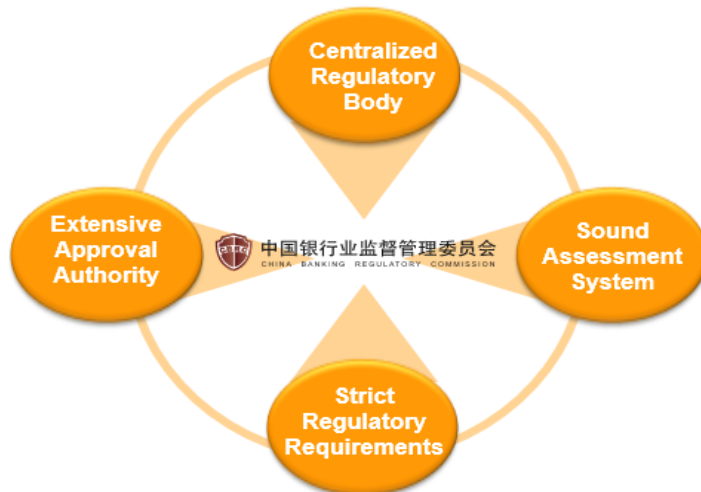 Centralized
Regulatory
Body
Extensive
Approval
Authority
CBRC
中国银行业监督管理委员会
CHINA BANKING REGULATORY COMMISSION
Sound
Assessment
System
Strict
Regulatory
Requirements